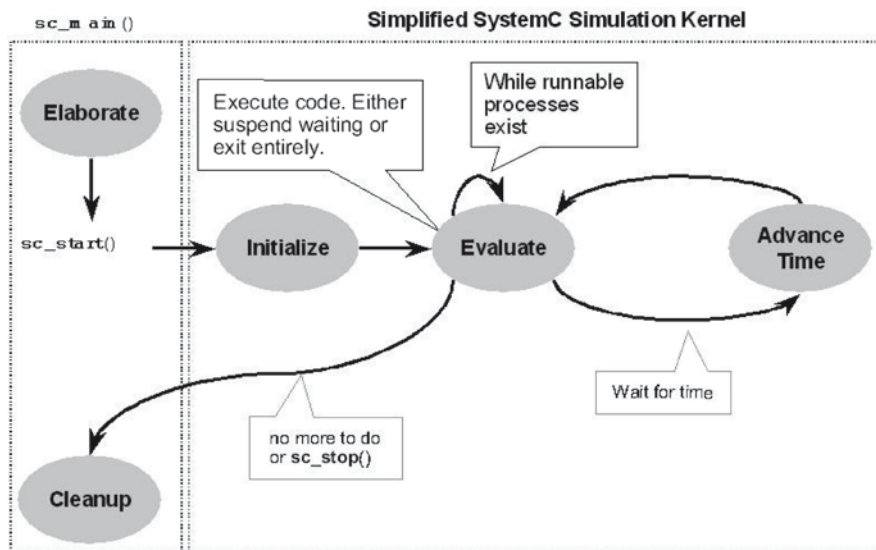 sc_main()
Simplified SystemC Simulation Kernel
Elaborate
Execute code. Either
suspend waiting or
exit entirely.
While runnable
processes
exist
sc_start()
Initialize
Evaluate
Advance
Time
Wait for time
no more to do
or sc_stop()
Cleanup